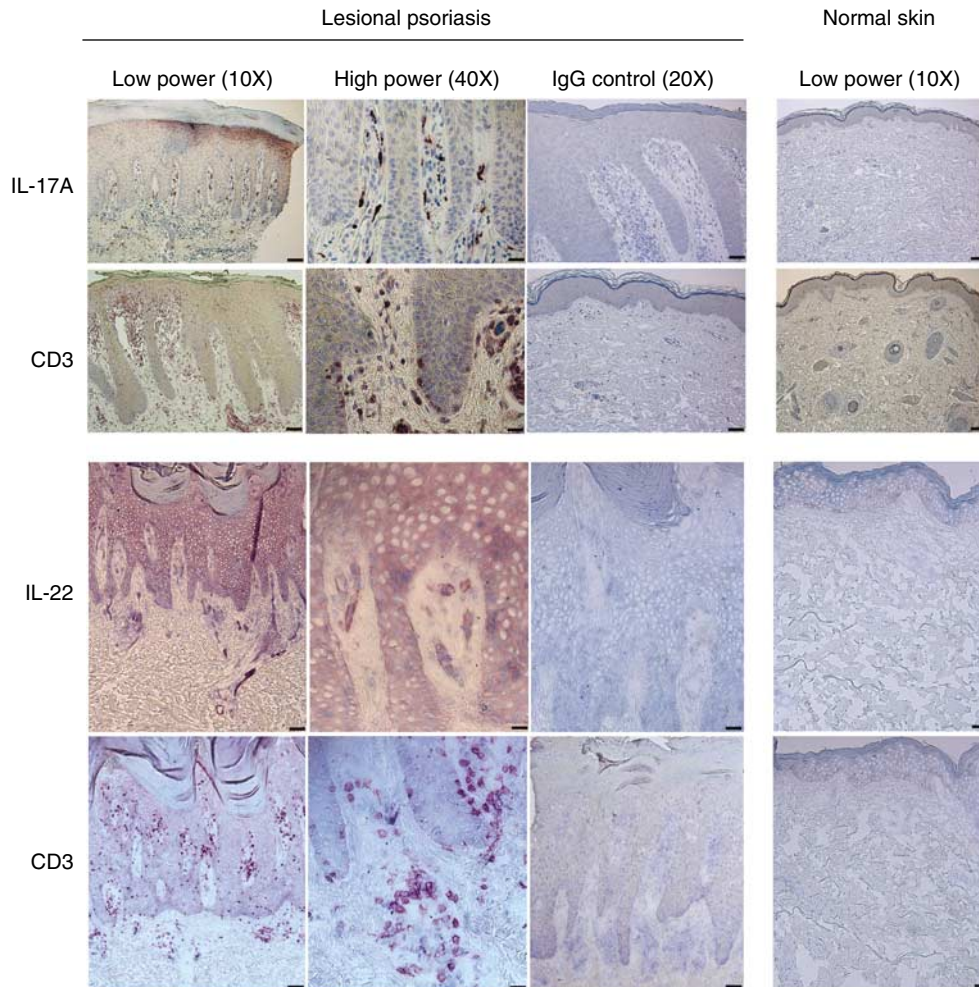 Lesional psoriasis
Normal skin
Low power (10X)
High power (40X)
IgG control (20X)
Low power (10X)
IL-17A
CD3
IL-22
CD3